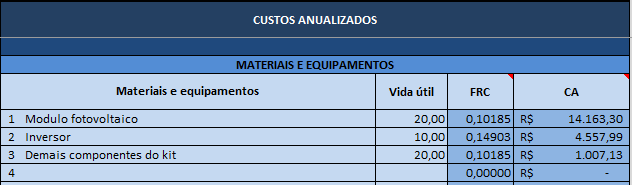 CUSTOS ANUALIZADOS
MATERIAIS E EQUIPAMENTOS
Materiais e equipamentos Vida útil FRC CA
1 Modulo fotovoltaico 20,00 0,10185 R$ 14.163,30
2 Inversor 10,00 0,14903 R$ 4.557,99
3 Demais componentes do kit 20,00 0,10185 R$ 1.007,13
4 0,00000 R$ -